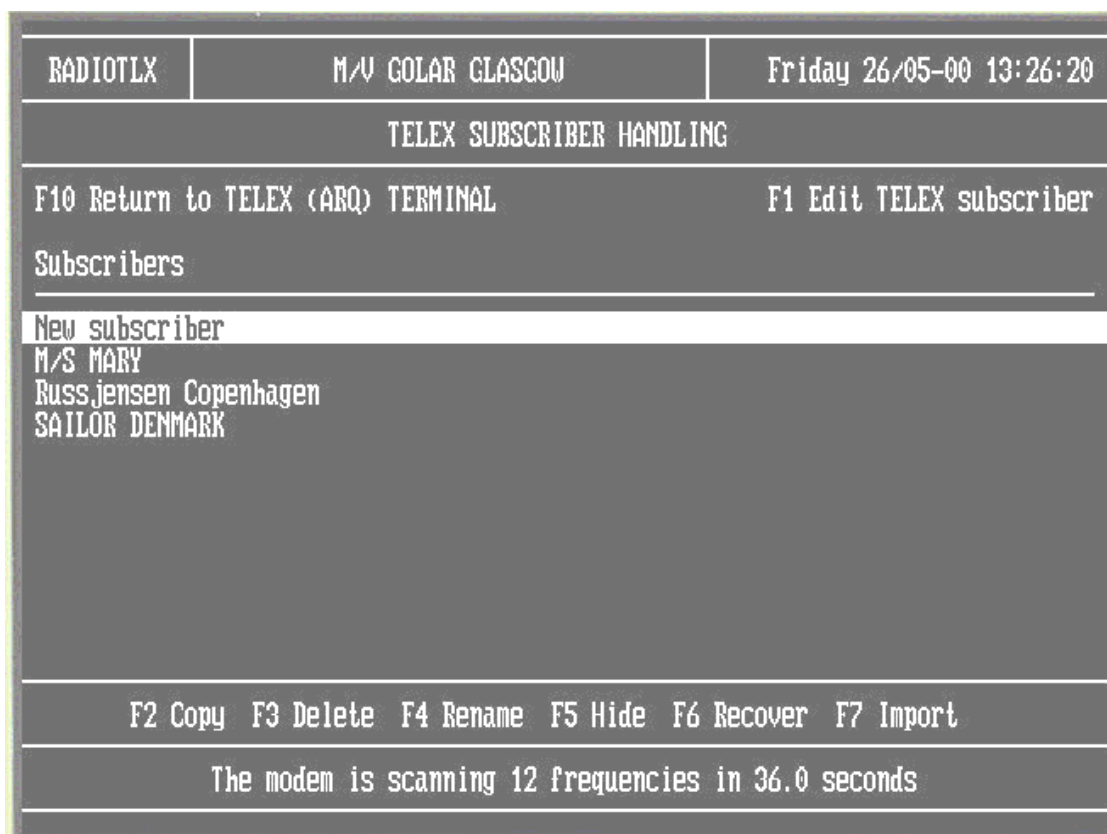 RADIOTLX M/V GOLAR GLASGOW Friday 26/05-00 13:26:20
TELEX SUBSCRIBER HANDLING
F10 Return to TELEX (ARQ) TERMINAL F1 Edit TELEX subscriber
Subscribers
New subscriber
M/S MARY
Russjensen Copenhagen
SAILOR DENMARK
F2 Copy F3 Delete F4 Rename F5 Hide F6 Recover F7 Import
The modem is scanning 12 frequencies in 36.0 seconds